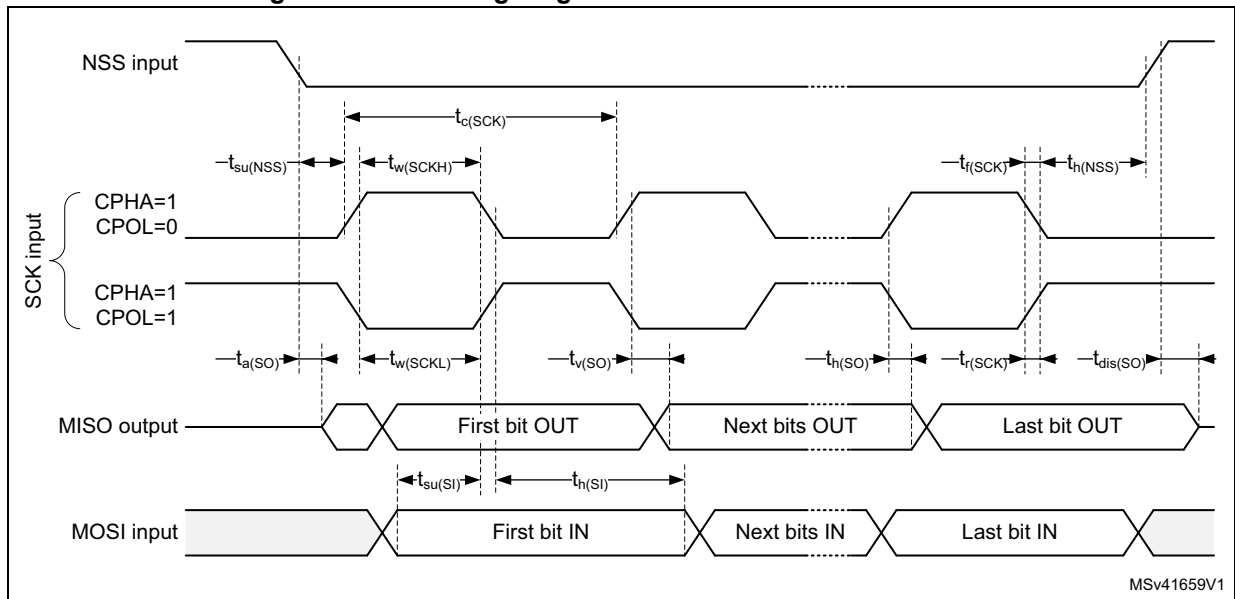 NSS input
tc(SCK)
tsu(NSS)
tw(SCKH)
tf(SCK)
th(NSS)
SCK input
CPHA=1
CPOL=0
CPHA=1
CPOL=1
ta(SO)
tw(SCKL)
tv(SO)
th(SO)
tr(SCK)
tdis(SO)
MISO output
First bit OUT
Next bits OUT
Last bit OUT
tsu(SI)
th(SI)
MOSI input
First bit IN
Next bits IN
Last bit IN
MSv41659V1